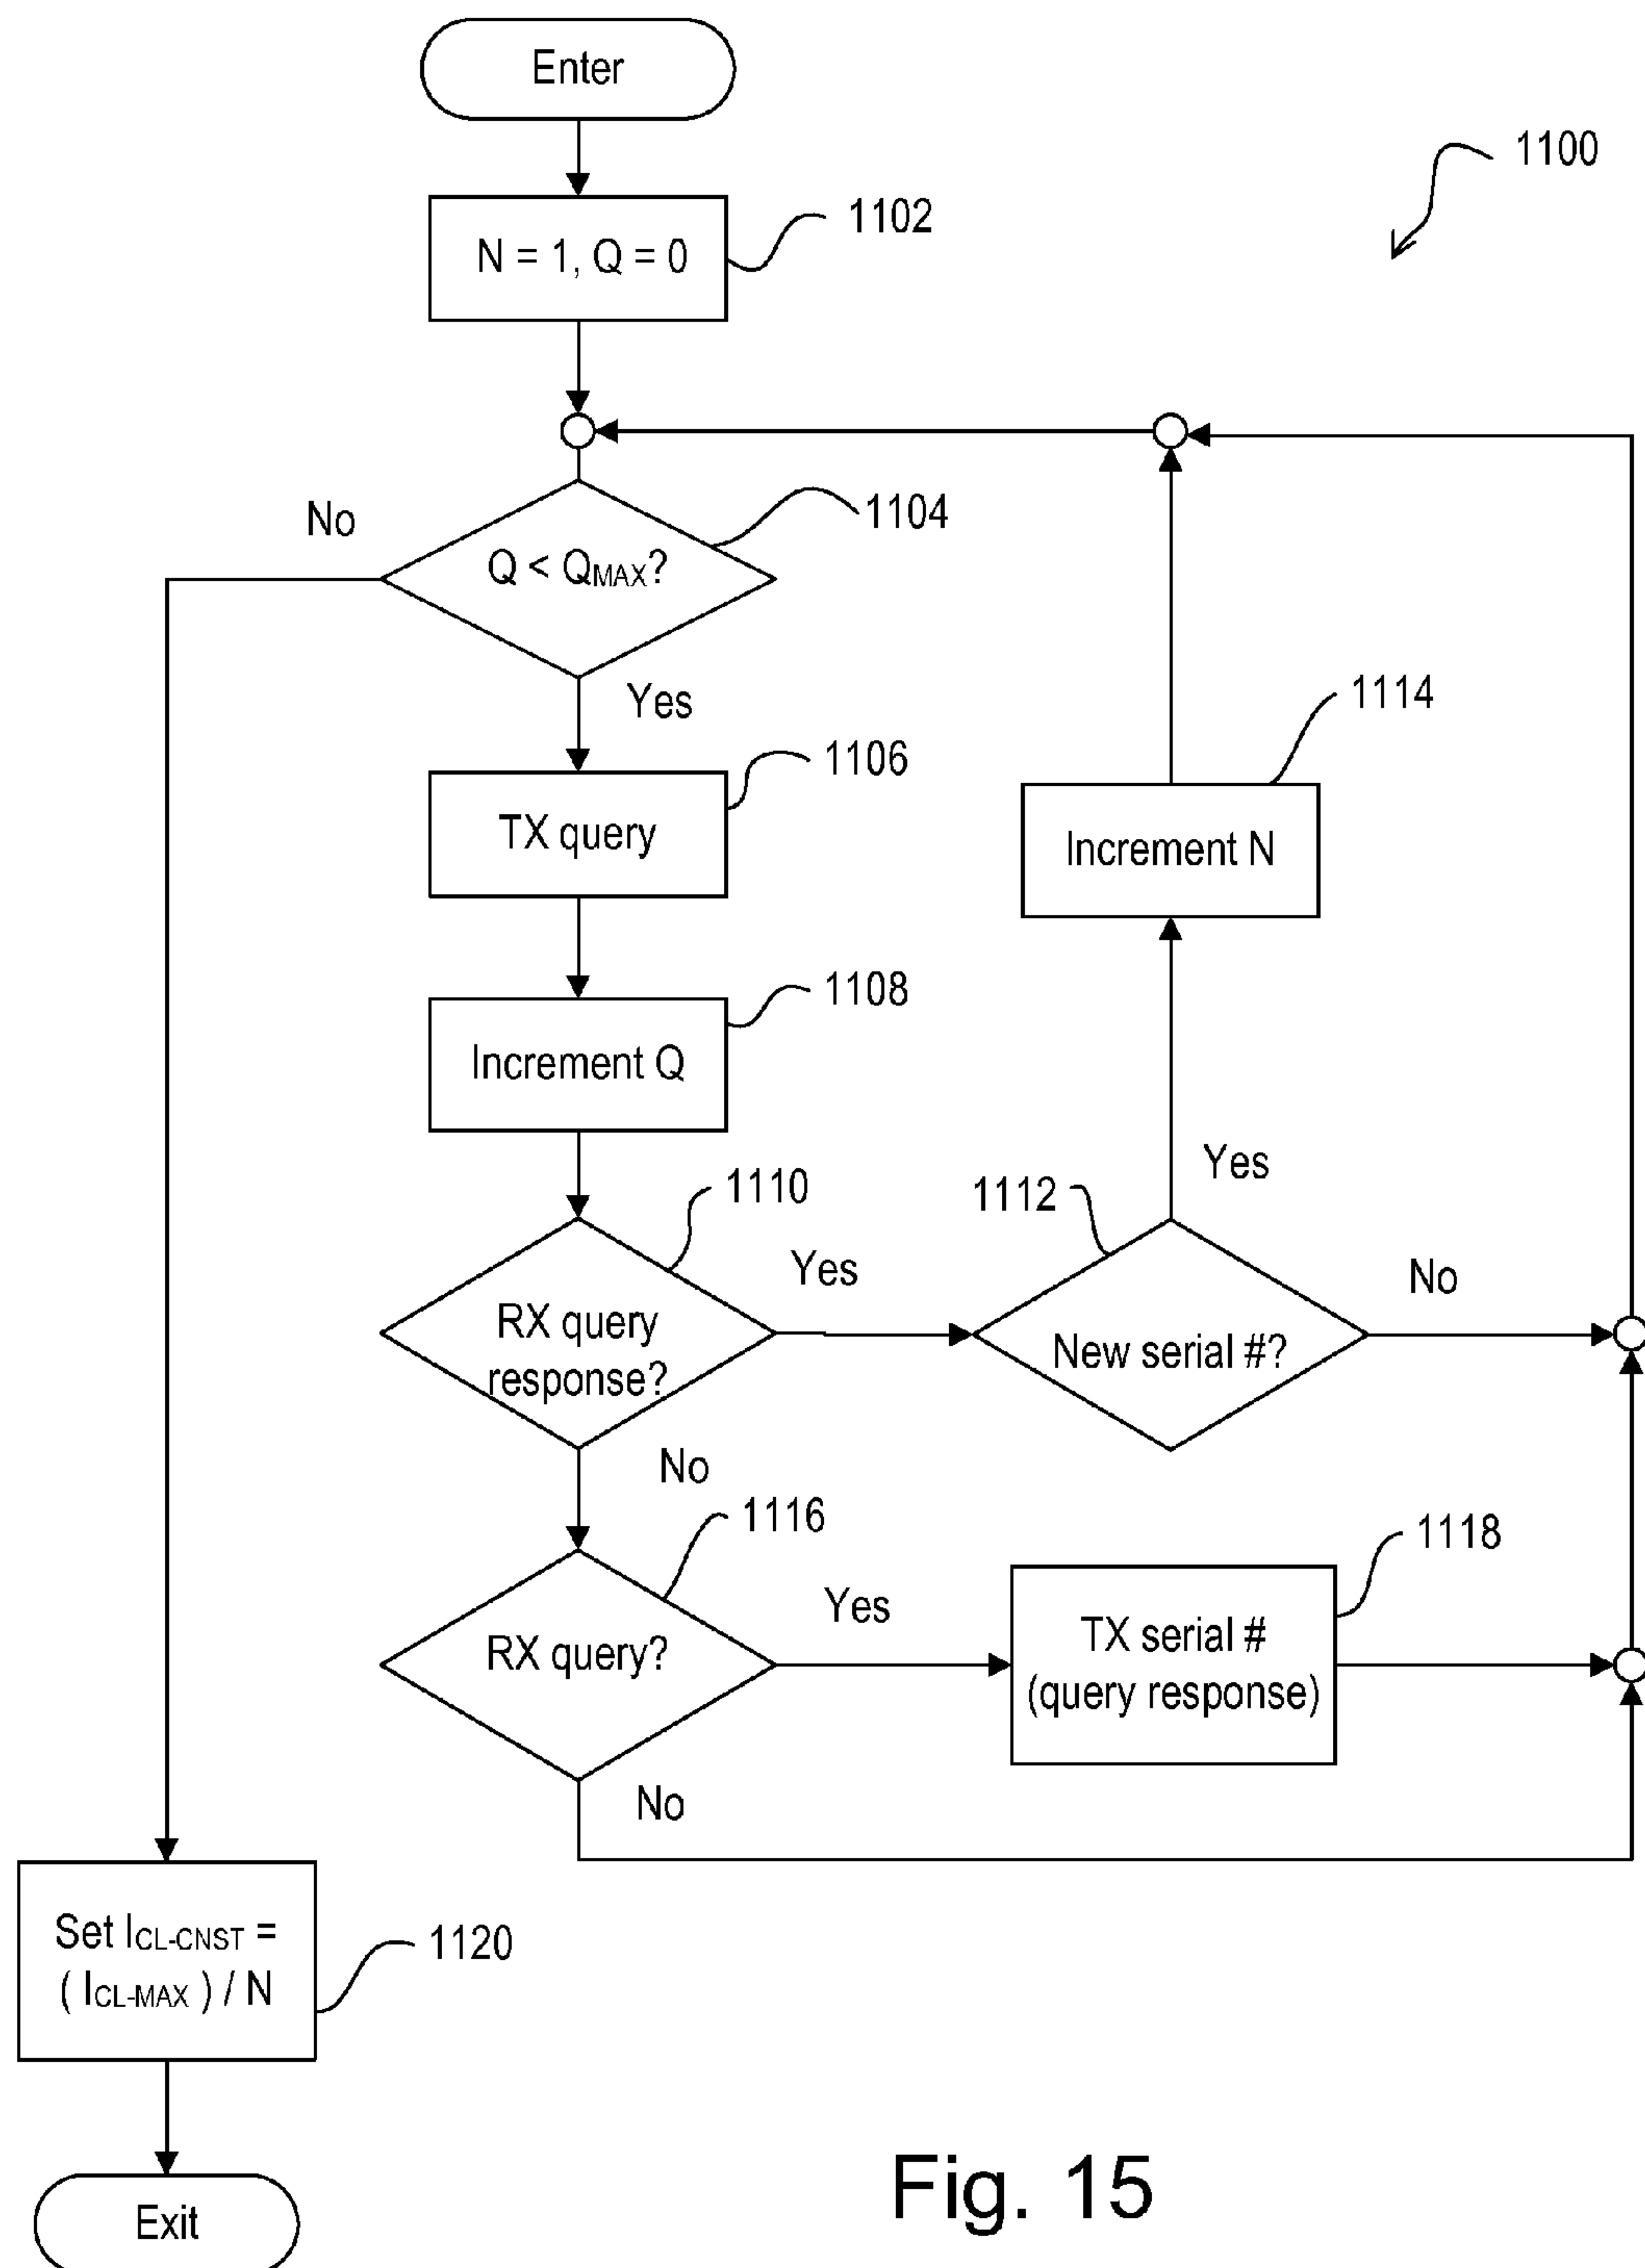 Enter
1100
1102
N = 1, Q = 0
No
1104
Q < QMAX?
Yes
1114
1106
TX query
Increment N
1108
Increment Q
1110
Yes
1112
Yes
No
RX query
response?
New serial #?
No
1116
1118
Yes
RX query?
TX serial #
(query response)
No
Set ICL-CNST =
( ICL-MAX ) / N
1120
Exit
Fig. 15